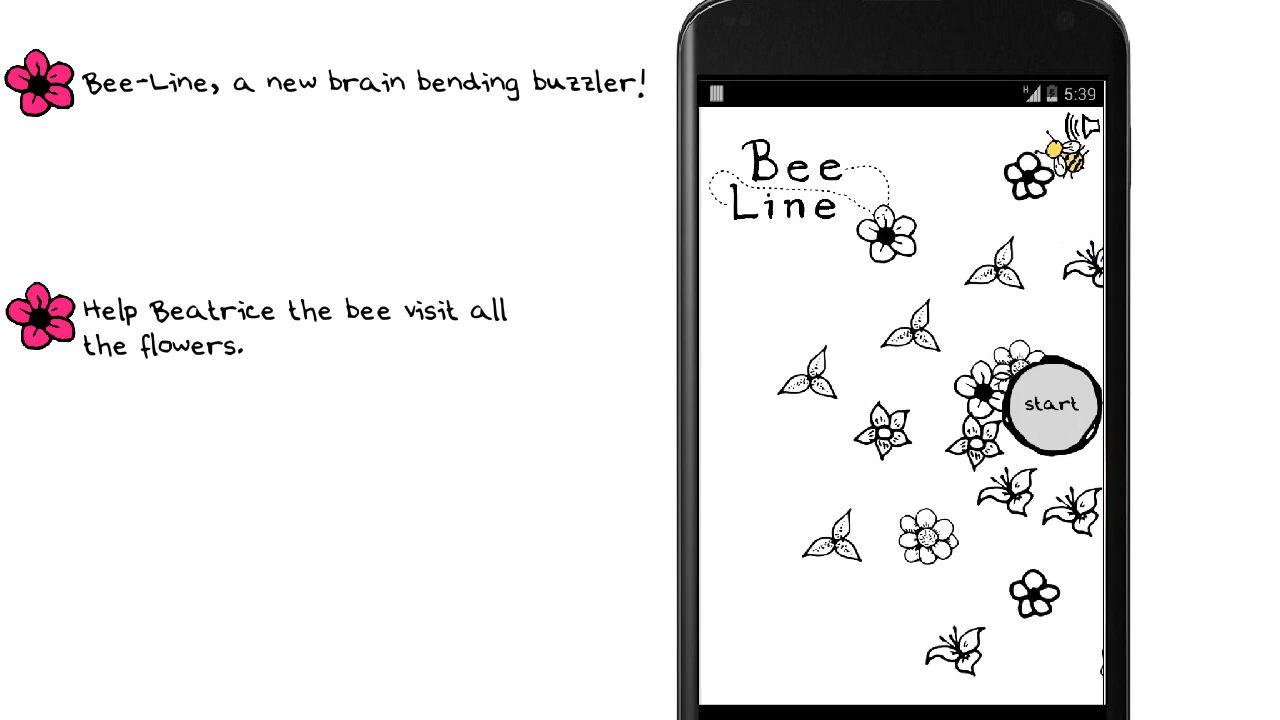 Bee-Line, a new brain bending buzzler!
Help Beatrice the bee visit all
the flowers.
H 5:39
Bee
Line
start